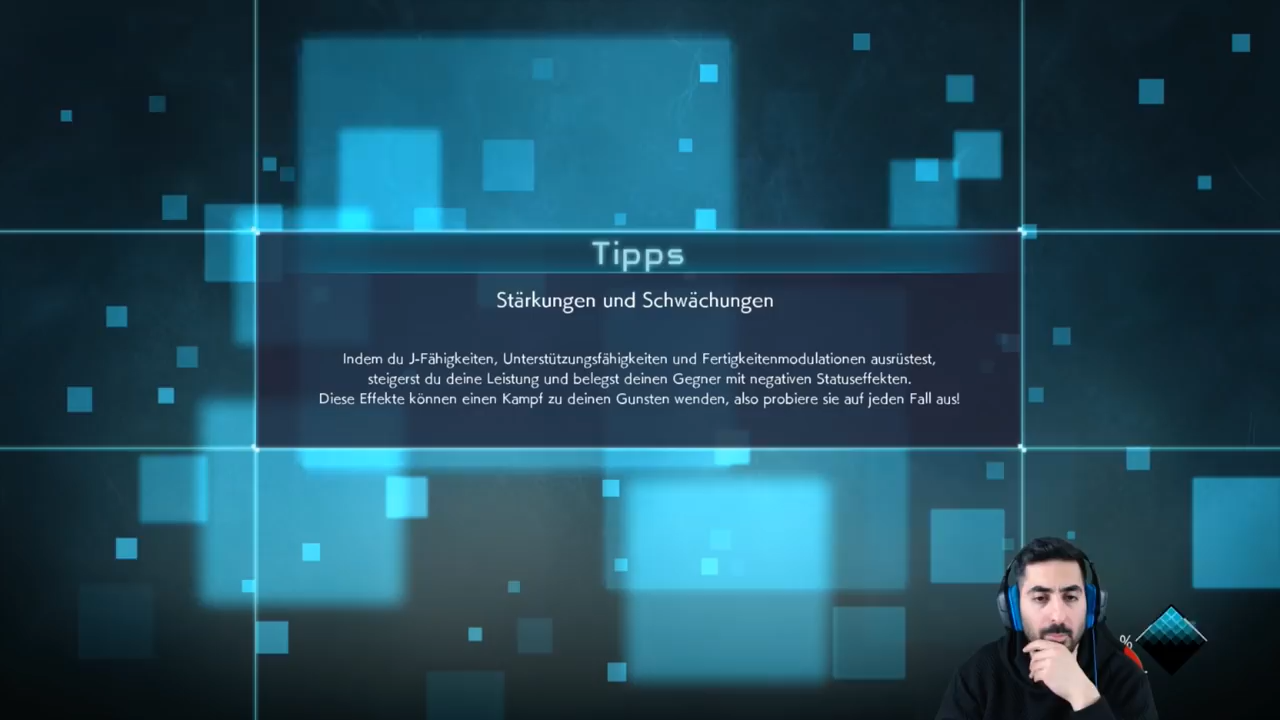 Tipps
Stärkungen und Schwächungen
Indem du J-Fähigkeiten, Unterstützungsfähigkeiten und Fertigkeitenmodulationen ausrüstest,
steigerst du deine Leistung und belegst deinen Gegner mit negativen Statuseffekten.
Diese Effekte können einen Kampf zu deinen Gunsten wenden, also probiere sie auf jeden Fall aus!
%